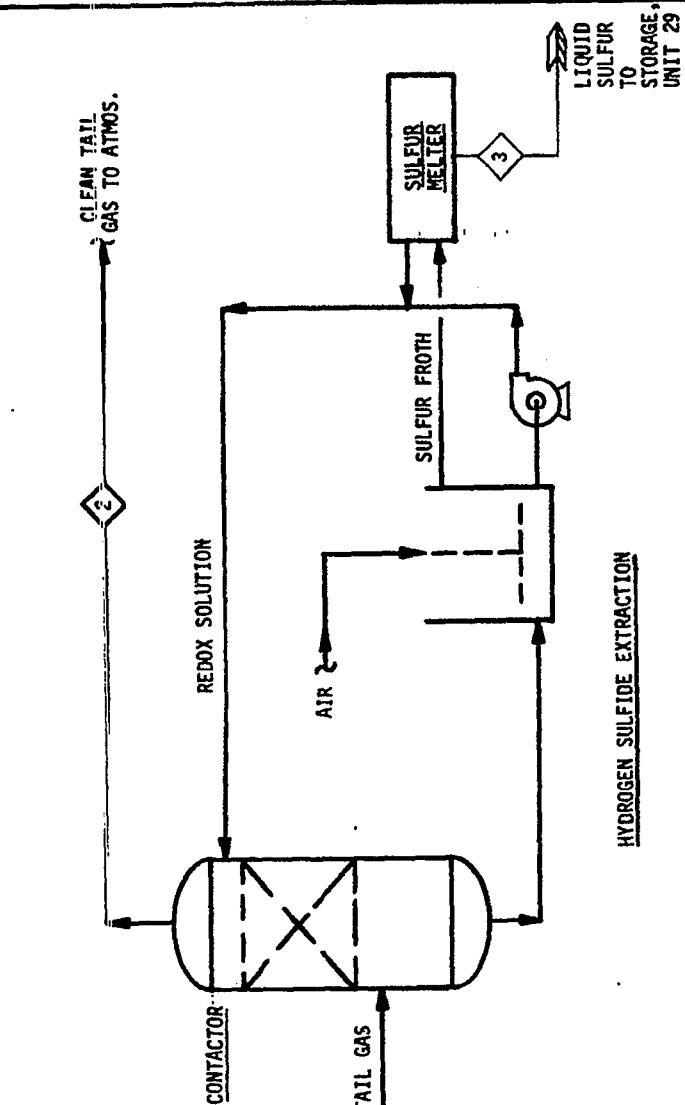 CLEAN TAIL
GAS TO ATMOS.
2
REDOX SOLUTION
AIR
SULFUR FROTH
SULFUR
MELTER
3
LIQUID
SULFUR
TO
STORAGE,
UNIT 29
CONTACTOR
TAIL GAS
HYDROGEN SULFIDE EXTRACTION